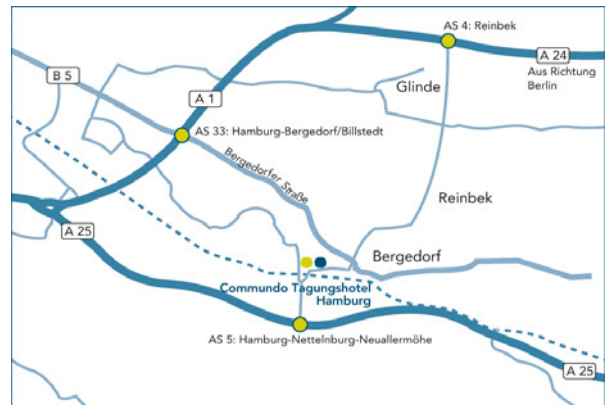 AS 4: Reinbek
A 24
Aus Richtung
Berlin
B 5
Glinde
A 1
AS 33: Hamburg-Bergedorf/Billstedt
Bergedorfer
Straße
Reinbek
A 25
Bergedorf
Commundo Tagungshotel
Hamburg
AS 5: Hamburg-Nettelnburg-Neuallermöhe
A 25